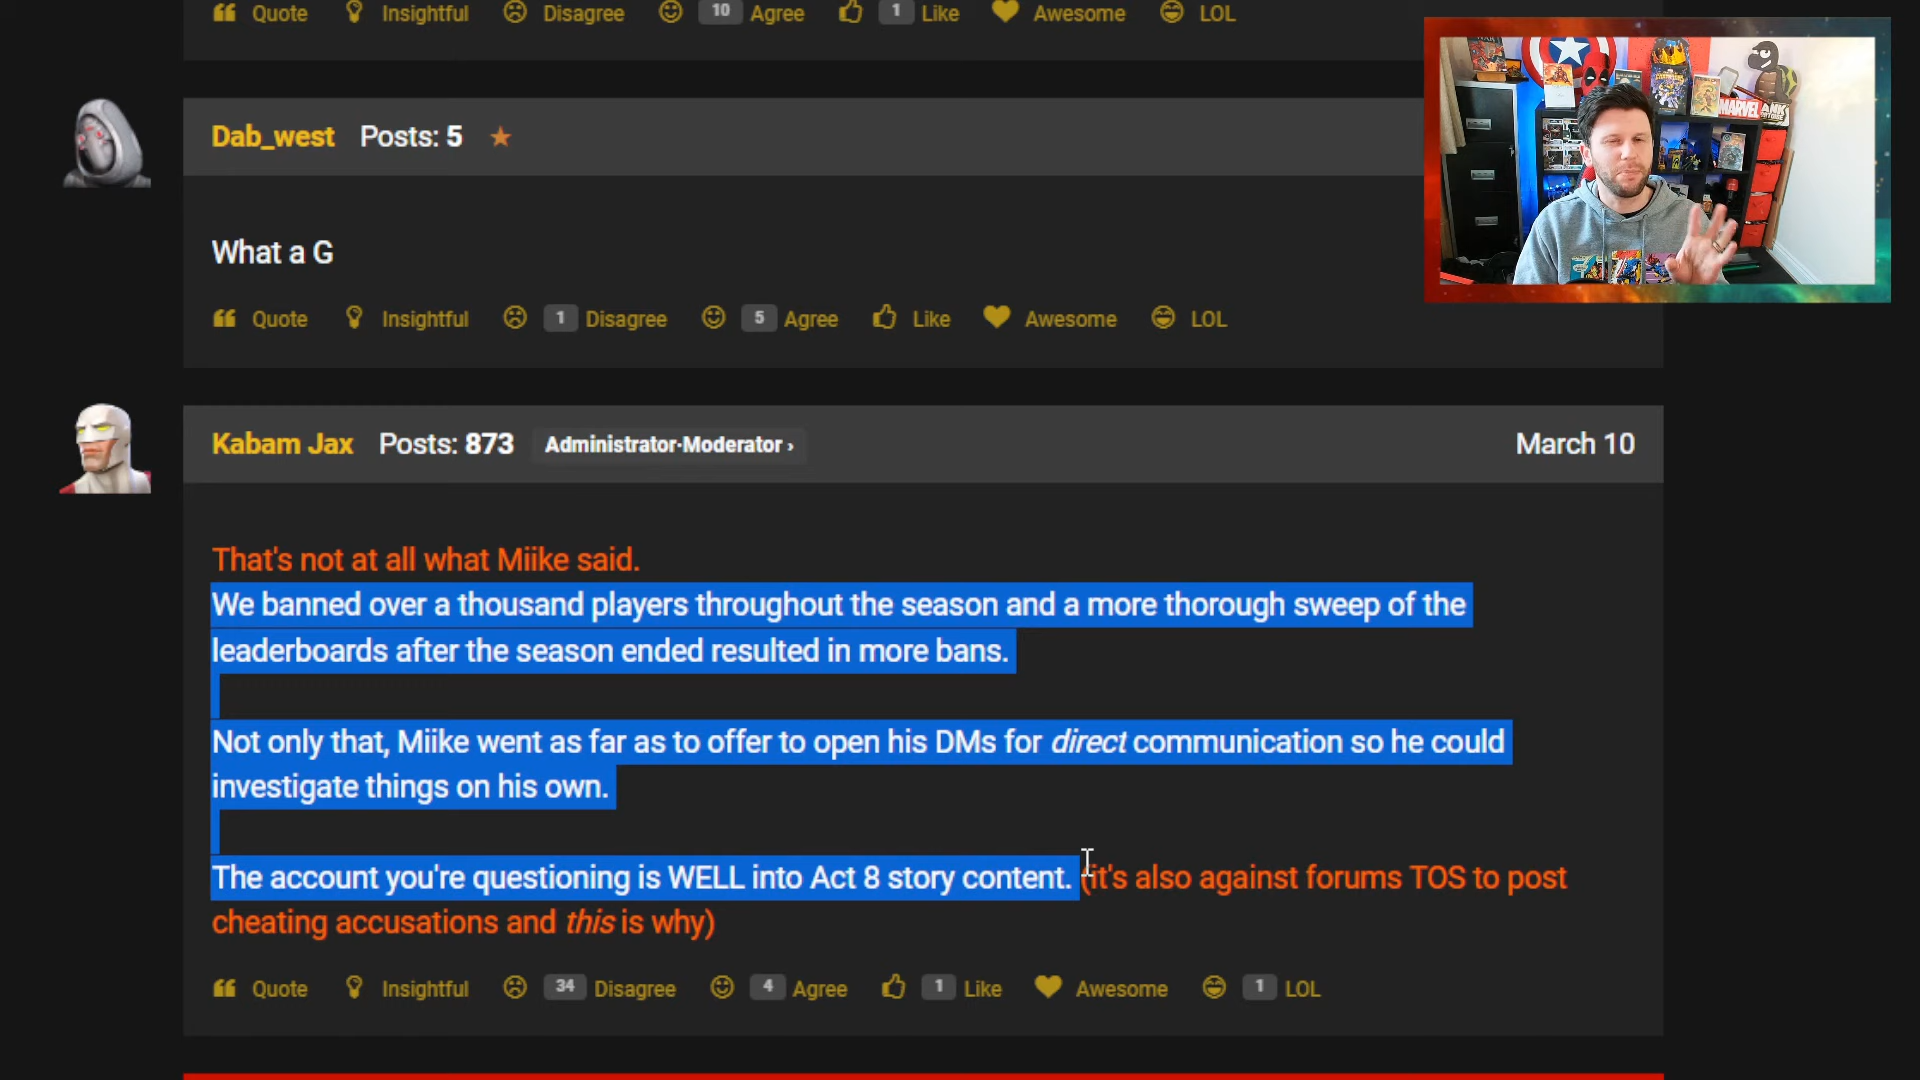 Quote Insightful Disagree 10 Agree 1 Like Awesome LOL
MARVEL
Dab_west Posts: 5
What a G
Quote Insightful 1 Disagree 5 Agree Like Awesome LOL
Kabam Jax Posts: 873 Administrator·Moderator › March 10
That's not at all what Miike said.
We banned over a thousand players throughout the season and a more thorough sweep of the
leaderboards after the season ended resulted in more bans.
Not only that, Miike went as far as to offer to open his DMs for direct communication so he could
investigate things on his own.
The account you're questioning is WELL into Act 8 story content. (it's also against forums TOS to post
cheating accusations and this is why)
Quote Insightful 34 Disagree 4 Agree 1 Like Awesome 1 LOL